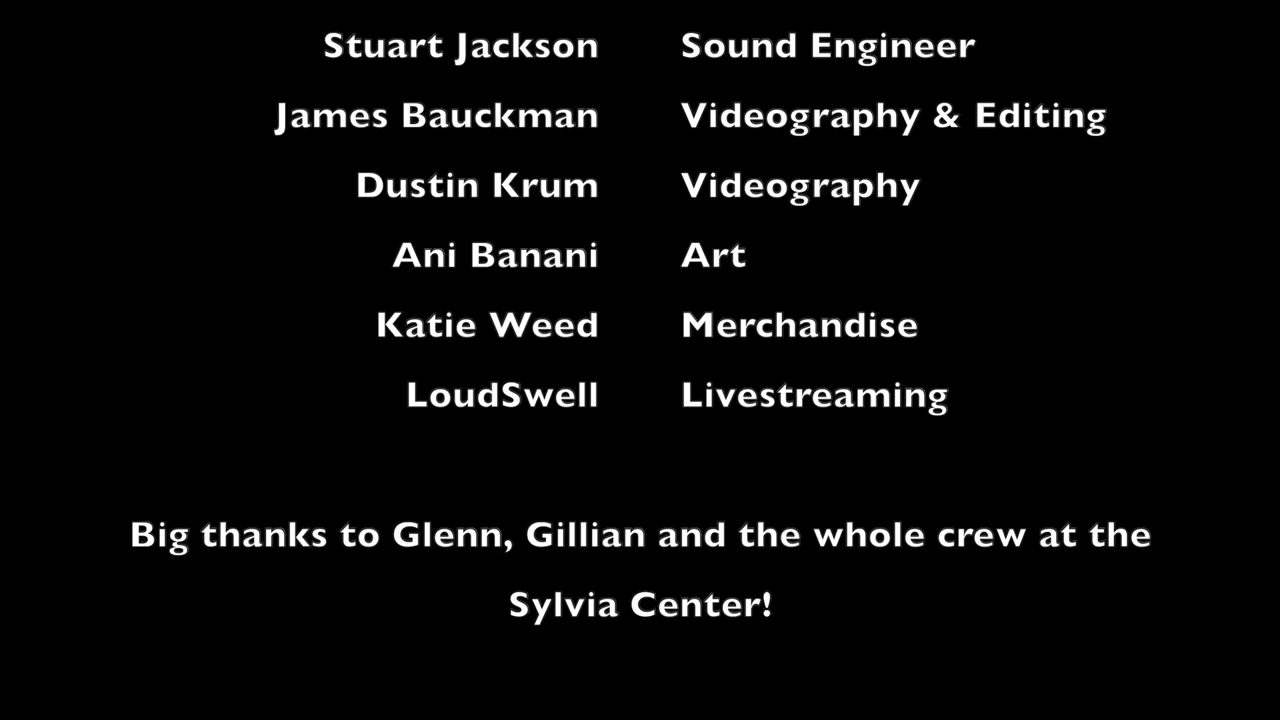 Stuart Jackson Sound Engineer
James Bauckman Videography & Editing
Dustin Krum Videography
Ani Banani Art
Katie Weed Merchandise
LoudSwell Livestreaming
Big thanks to Glenn, Gillian and the whole crew at the
Sylvia Center!